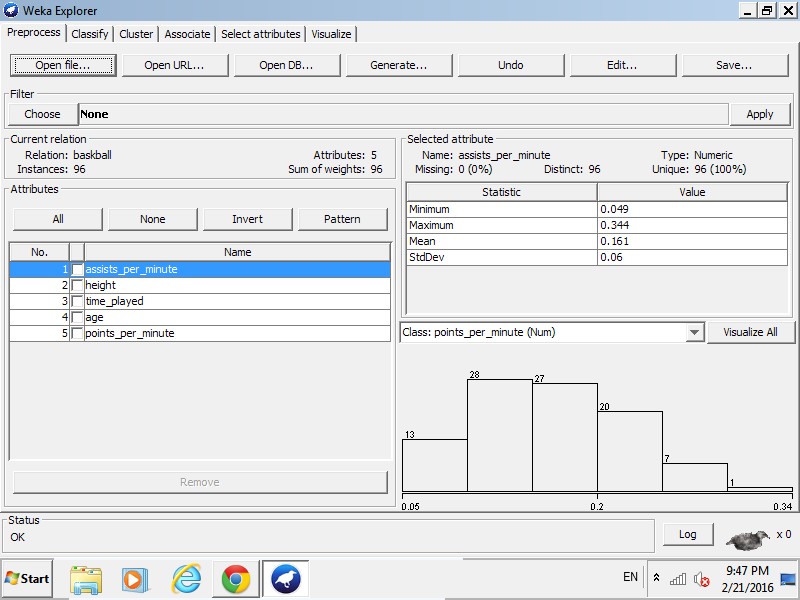 Weka Explorer
Preprocess Classify Cluster Associate Select attributes Visualize
Open file... Open URL... Open DB... Generate... Undo Edit... Save...
Filter
Choose None Apply
Current relation
Relation: baskball Attributes: 5
Instances: 96 Sum of weights: 96
Attributes
All None Invert Pattern
No. Name
1 assists_per_minute
2 height
3 time_played
4 age
5 points_per_minute
Remove
Selected attribute
Name: assists_per_minute Type: Numeric
Missing: 0 (0%) Distinct: 96 Unique: 96 (100%)
Statistic Value
Minimum 0.049
Maximum 0.344
Mean 0.161
StdDev 0.06
Class: points_per_minute (Num) Visualize All
13 28 27 20 7 1
0.05 0.2 0.34
Status
OK
Log x 0
Start EN 9:47 PM
2/21/2016